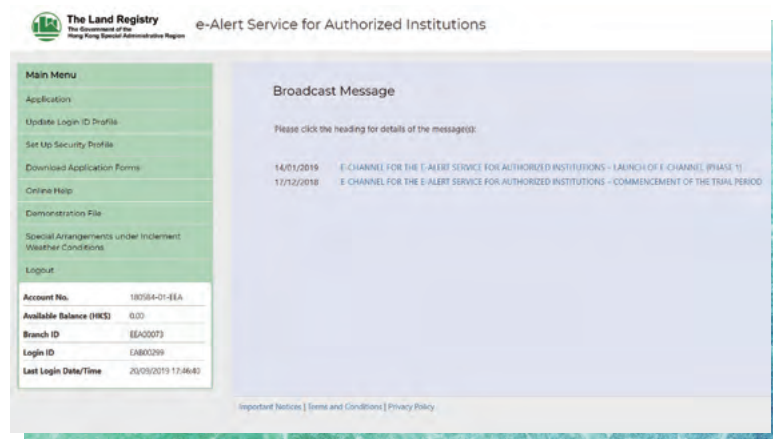 The Land Registry
The Government of the
Hong Kong Special Administrative Region
e-Alert Service for Authorized Institutions
Main Menu
Application
Update Login ID Profile
Set Up Security Profile
Download Application Forms
Online Help
Demonstration File
Special Arrangements under Inclement
Weather Conditions
Logout
Account No. 180584-01-EEA
Available Balance (HK$) 0.00
Branch ID EEA00073
Login ID EAB00299
Last Login Date/Time 20/09/2019 17:46:40
Broadcast Message
Please click the heading for details of the message(s):
14/01/2019 E-CHANNEL FOR THE E-ALERT SERVICE FOR AUTHORIZED INSTITUTIONS - LAUNCH OF E-CHANNEL (PHASE 1)
17/12/2018 E-CHANNEL FOR THE E-ALERT SERVICE FOR AUTHORIZED INSTITUTIONS - COMMENCEMENT OF THE TRIAL PERIOD
Important Notices | Terms and Conditions | Privacy Policy